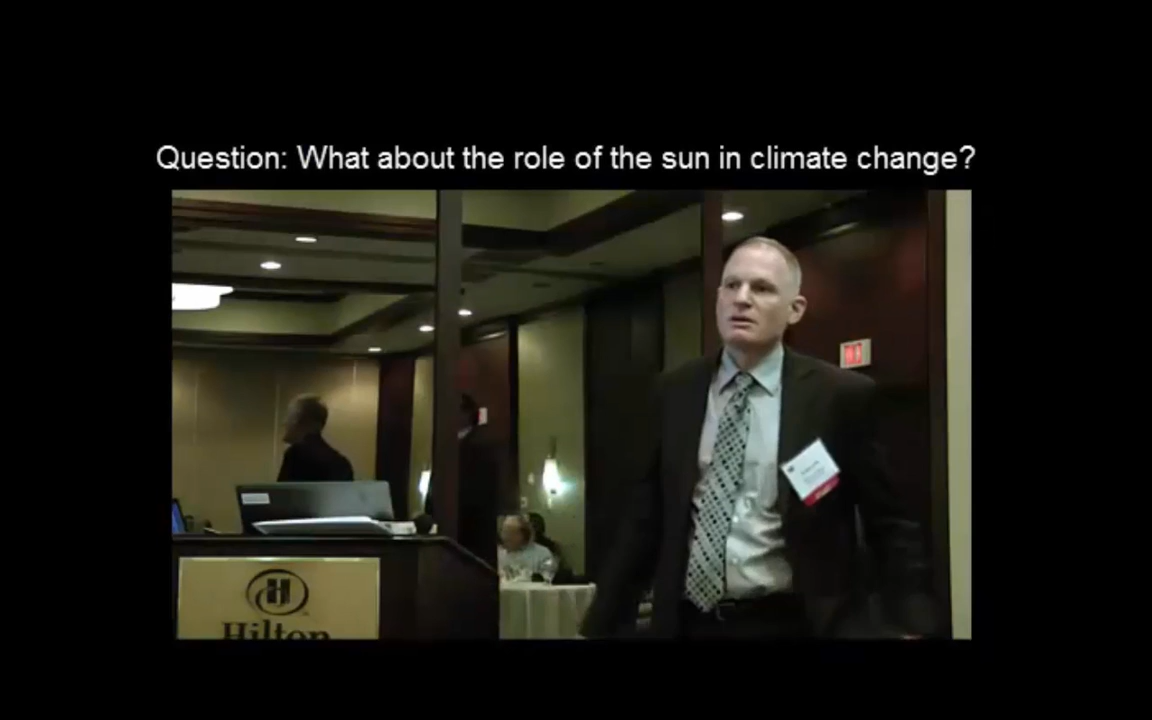 Question: What about the role of the sun in climate change?
H
Hilton